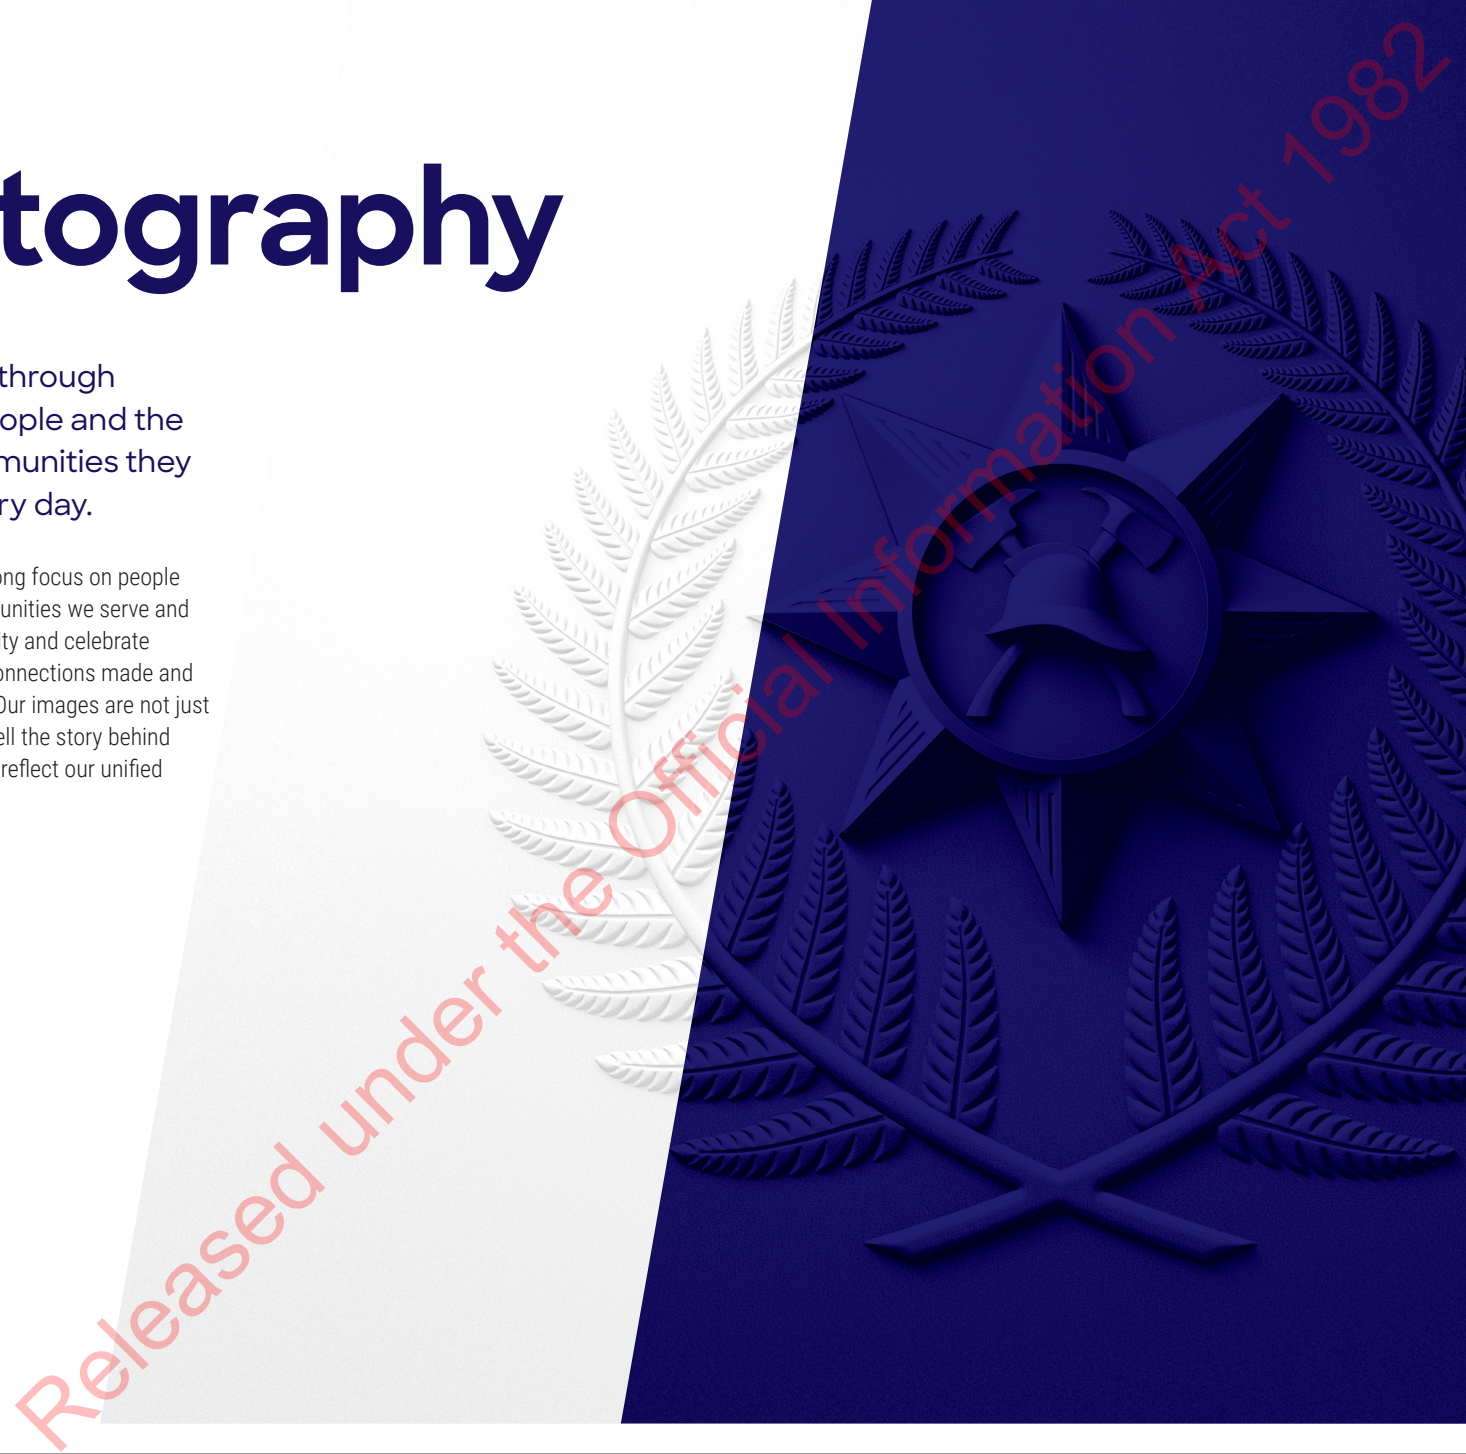 tography
through
ople and the
munities they
ry day.
ong focus on people
unities we serve and
ity and celebrate
onnections made and
Our images are not just
ell the story behind
reflect our unified
Released under the Official Information Act 1982